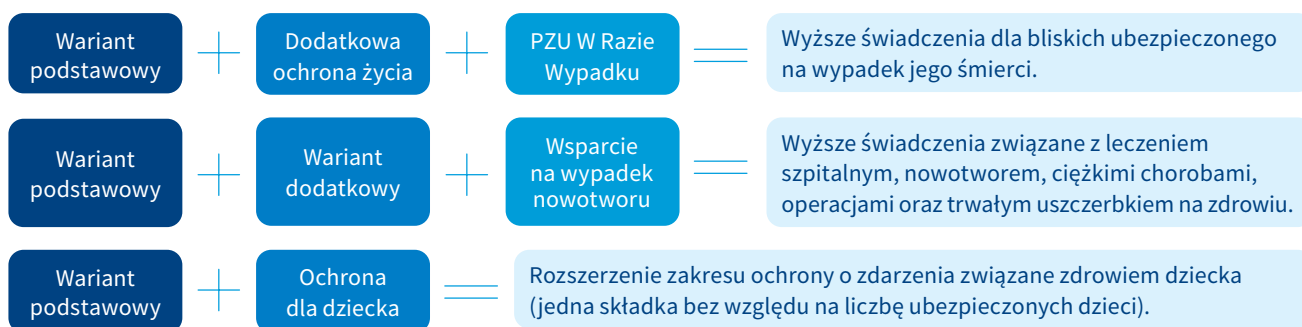 Wariant
podstawowy
Dodatkowa
ochrona życia
PZU W Razie
Wypadku
Wyższe świadczenia dla bliskich ubezpieczonego
na wypadek jego śmierci.
Wariant
podstawowy
Wariant
dodatkowy
Wsparcie
na wypadek
nowotworu
Wyższe świadczenia związane z leczeniem
szpitalnym, nowotworem, ciężkimi chorobami,
operacjami oraz trwałym uszczerbkiem na zdrowiu.
Wariant
podstawowy
Ochrona
dla dziecka
Rozszerzenie zakresu ochrony o zdarzenia związane zdrowiem dziecka
(jedna składka bez względu na liczbę ubezpieczonych dzieci).